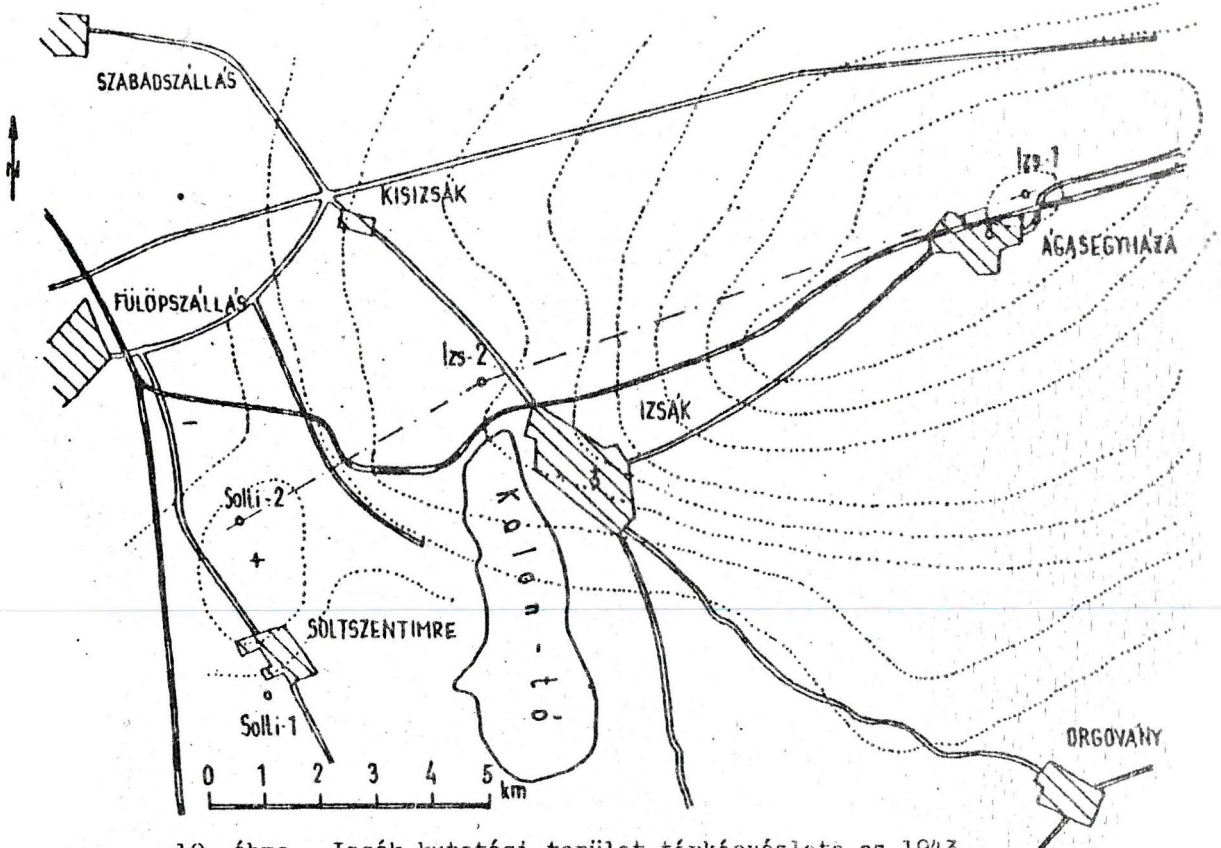 SZABADSZÁLLÁS
N
KISIZSÁK
Izs-1
ÁGASEGYHÁZA
FÜLÖPSZÁLLÁS
Izs-2
IZSÁK
Solti-2
Kolon-tó
SOLTSZENTIMRE
Solti-1
ORGOVÁNY
0 1 2 3 4 5 km
10. ábra. Izsák kutatási terület térképvázlata az 1943